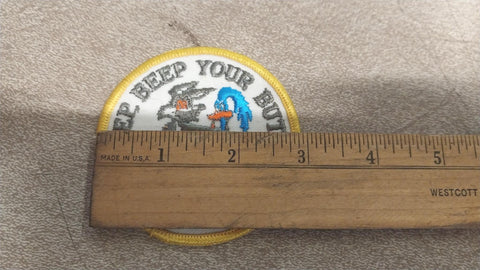 EP BEEP YOUR BUT
MADE IN U.S.A. 1 2 3 4 5
WESTCOTT